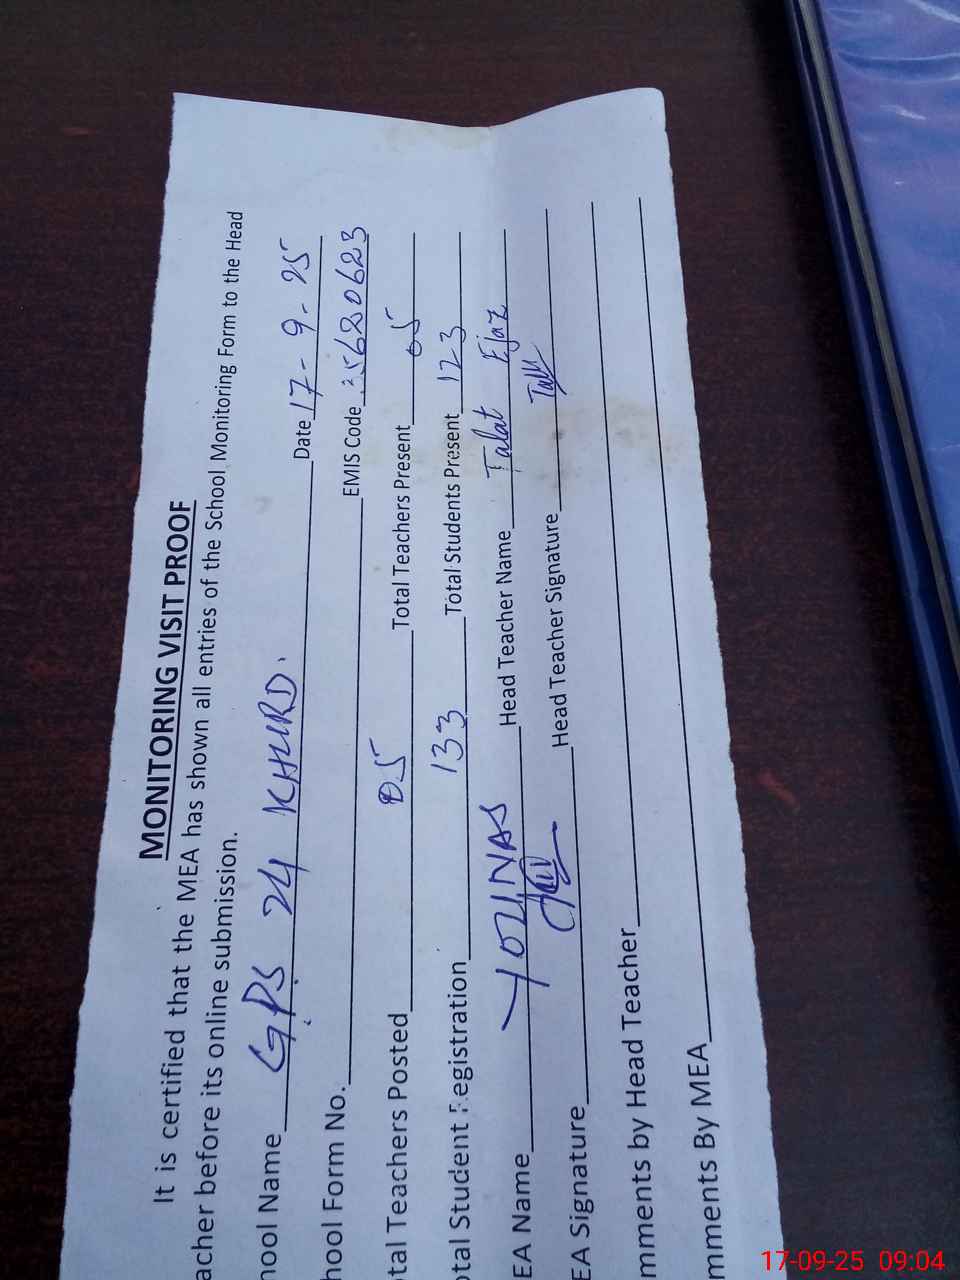 MONITORING VISIT PROOF
It is certified that the MEA has shown all entries of the School Monitoring Form to the Head
acher before its online submission.
hool Name GPS 24 KHURD. Date 17-9-25
hool Form No. EMIS Code 35620623
otal Teachers Posted 05 Total Teachers Present 05
otal Student Registration 133 Total Students Present 123
EA Name YOUNAS Head Teacher Name Talat Ejaz
EA Signature Head Teacher Signature
mments by Head Teacher
mments By MEA
17-09-25 09:04